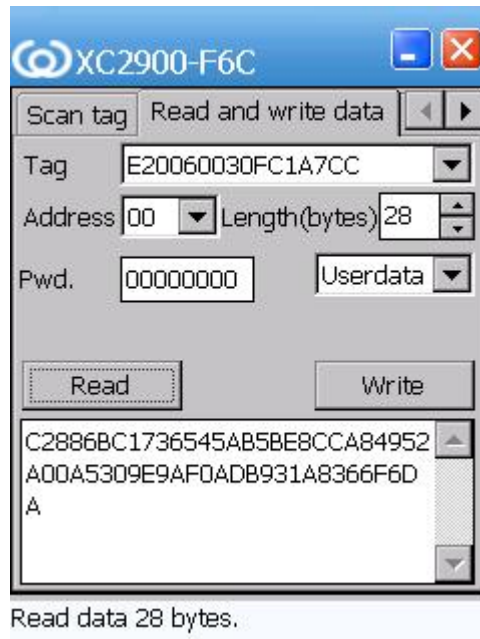 XC2900-F6C
Scan tag Read and write data
Tag E20060030FC1A7CC
Address 00 Length(bytes) 28
Pwd. 00000000 Userdata
Read Write
C2886BC1736545AB5BE8CCA84952
A00A5309E9AF0ADB931A8366F6D
A
Read data 28 bytes.